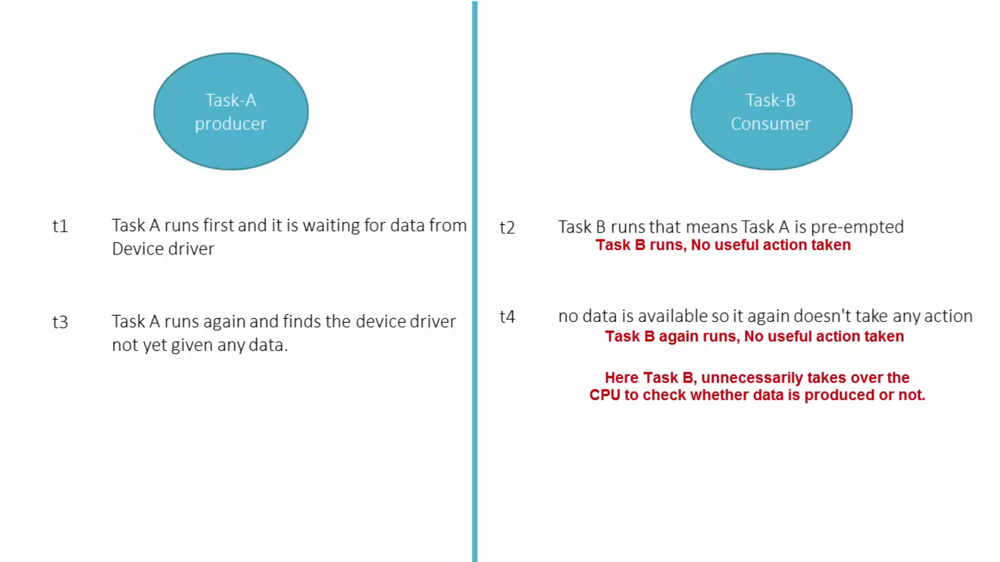 Task-A
producer
t1
Task A runs first and it is waiting for data from
Device driver
t3
Task A runs again and finds the device driver
not yet given any data.
Task-B
Consumer
t2
Task B runs that means Task A is pre-empted
Task B runs, No useful action taken
t4
no data is available so it again doesn't take any action
Task B again runs, No useful action taken
Here Task B, unnecessarily takes over the
CPU to check whether data is produced or not.